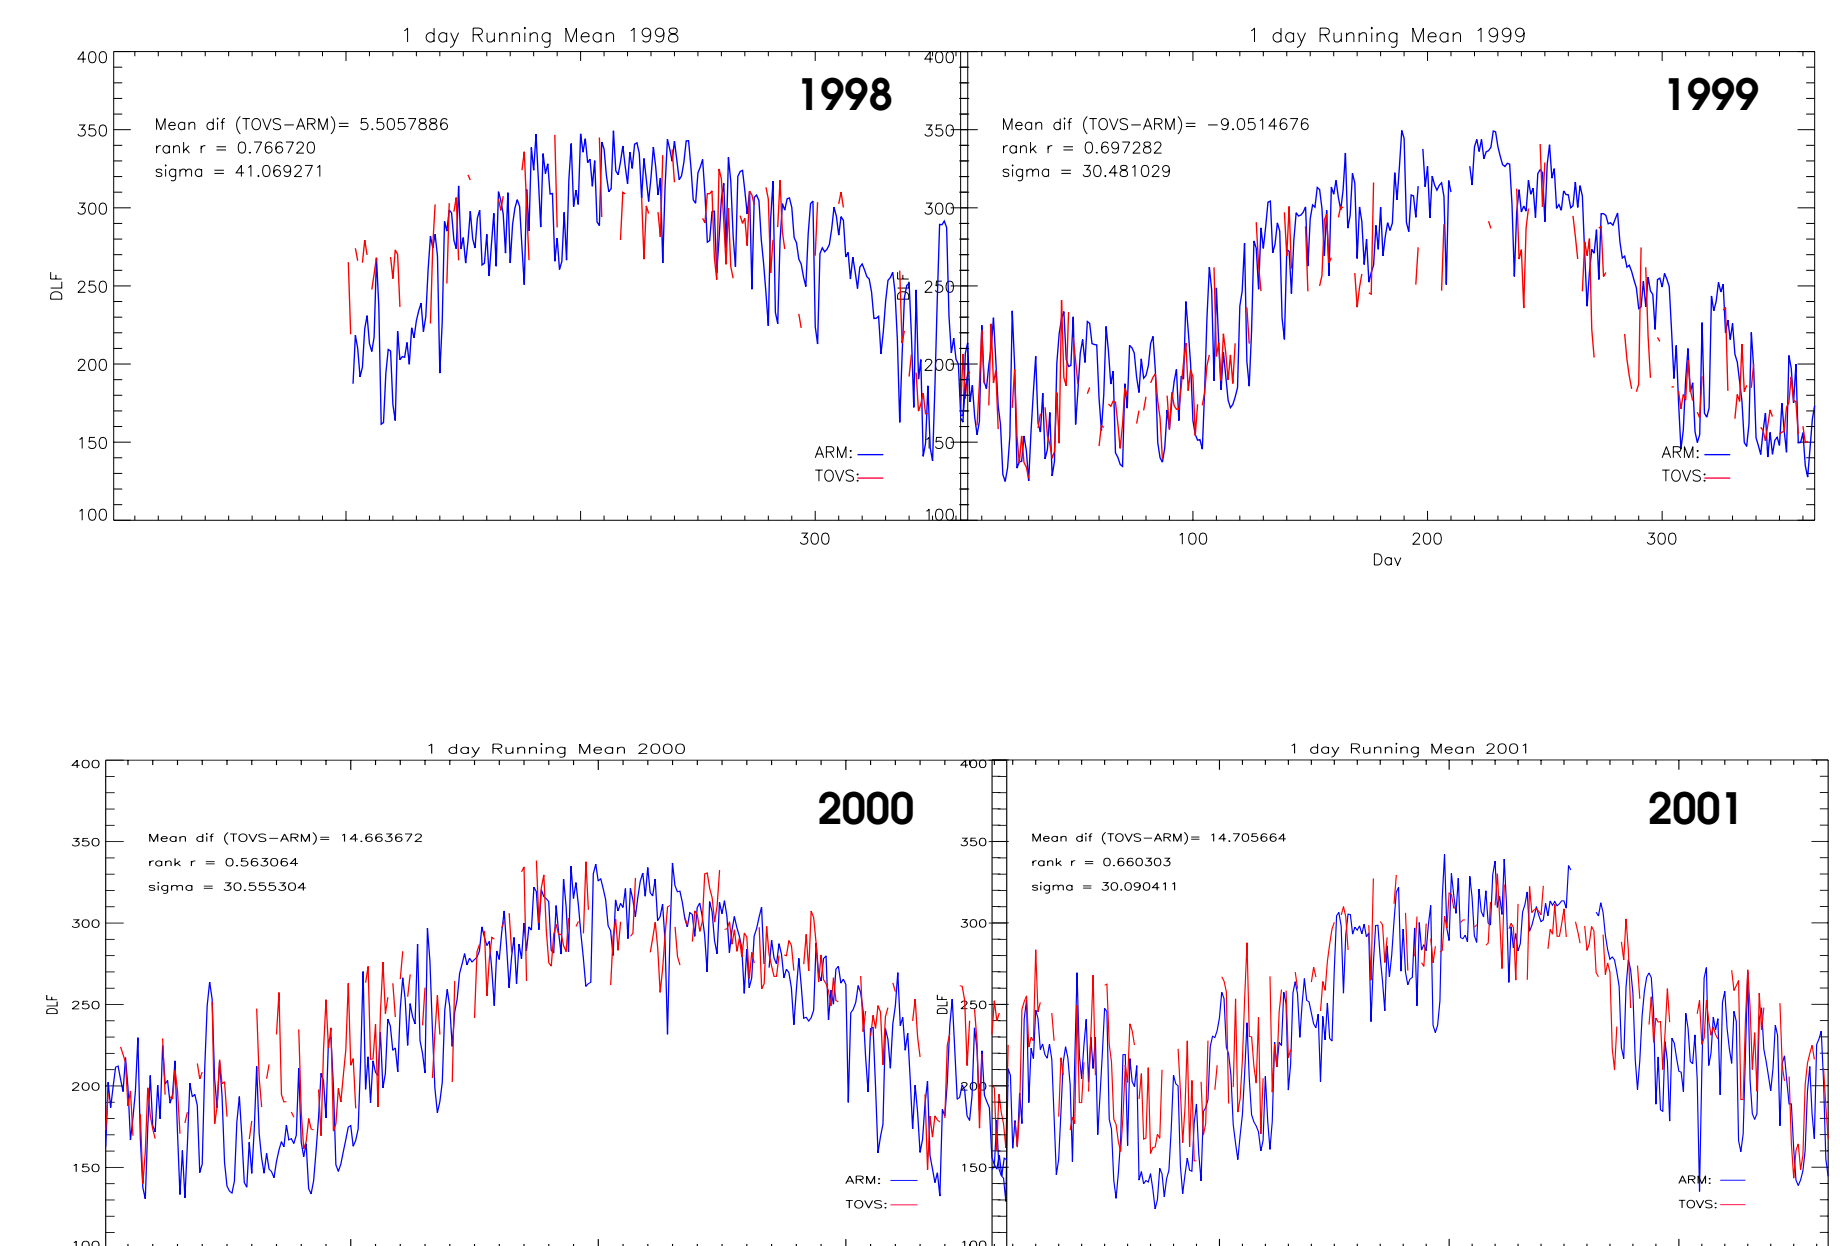 1 day Running Mean 1998
400
1998
Mean dif (TOVS-ARM)= 5.5057886
350
rank r = 0.766720
sigma = 41.069271
300
DLF
250
200
150
ARM:
TOVS:
100
300
1 day Running Mean 1999
400
1999
Mean dif (TOVS-ARM)= -9.0514676
350
rank r = 0.697282
sigma = 30.481029
300
DLF
250
200
150
ARM:
TOVS:
100
100 200 300
Day
1 day Running Mean 2000
400
2000
Mean dif (TOVS-ARM)= 14.663672
350
rank r = 0.563064
sigma = 30.555304
300
DLF
250
200
150
ARM:
TOVS:
100
1 day Running Mean 2001
400
2001
Mean dif (TOVS-ARM)= 14.705664
350
rank r = 0.660303
sigma = 30.090411
300
DLF
250
200
150
ARM:
TOVS:
100